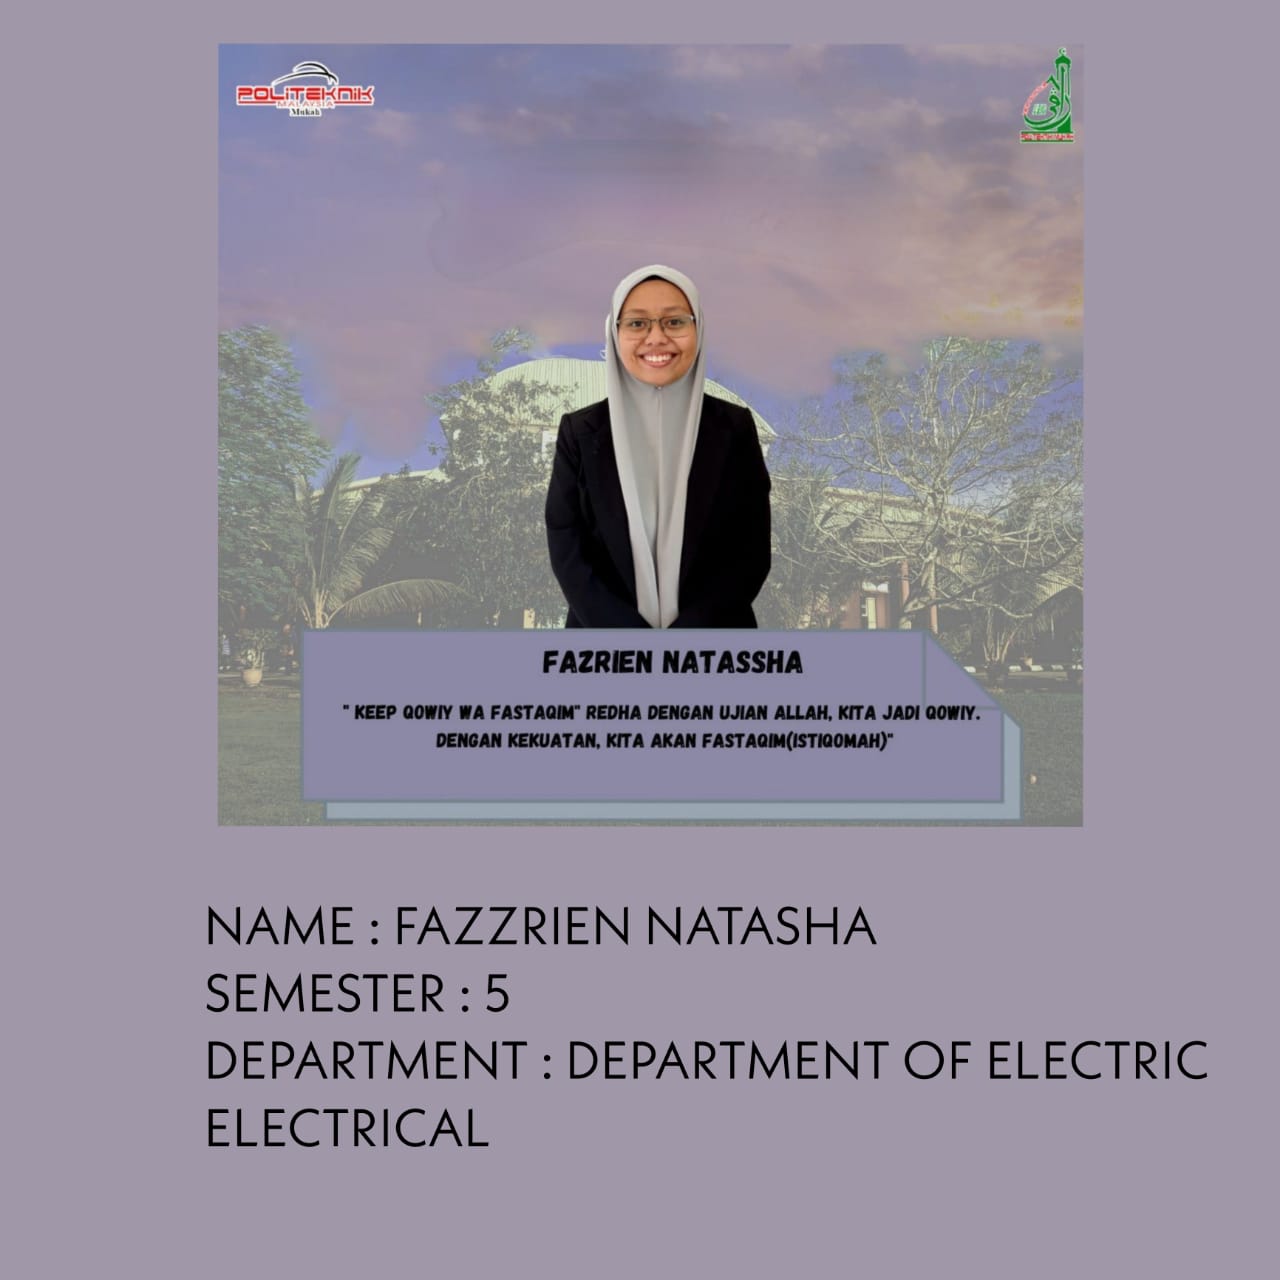 POLITEKNIK
MALAYSIA
Mukah
FAZRIEN NATASSHA
" KEEP QOWIY WA FASTAQIM" REDHA DENGAN UJIAN ALLAH, KITA JADI QOWIY.
DENGAN KEKUATAN, KITA AKAN FASTAQIM(ISTIQOMAH)"
NAME : FAZZRIEN NATASHA
SEMESTER : 5
DEPARTMENT : DEPARTMENT OF ELECTRIC
ELECTRICAL